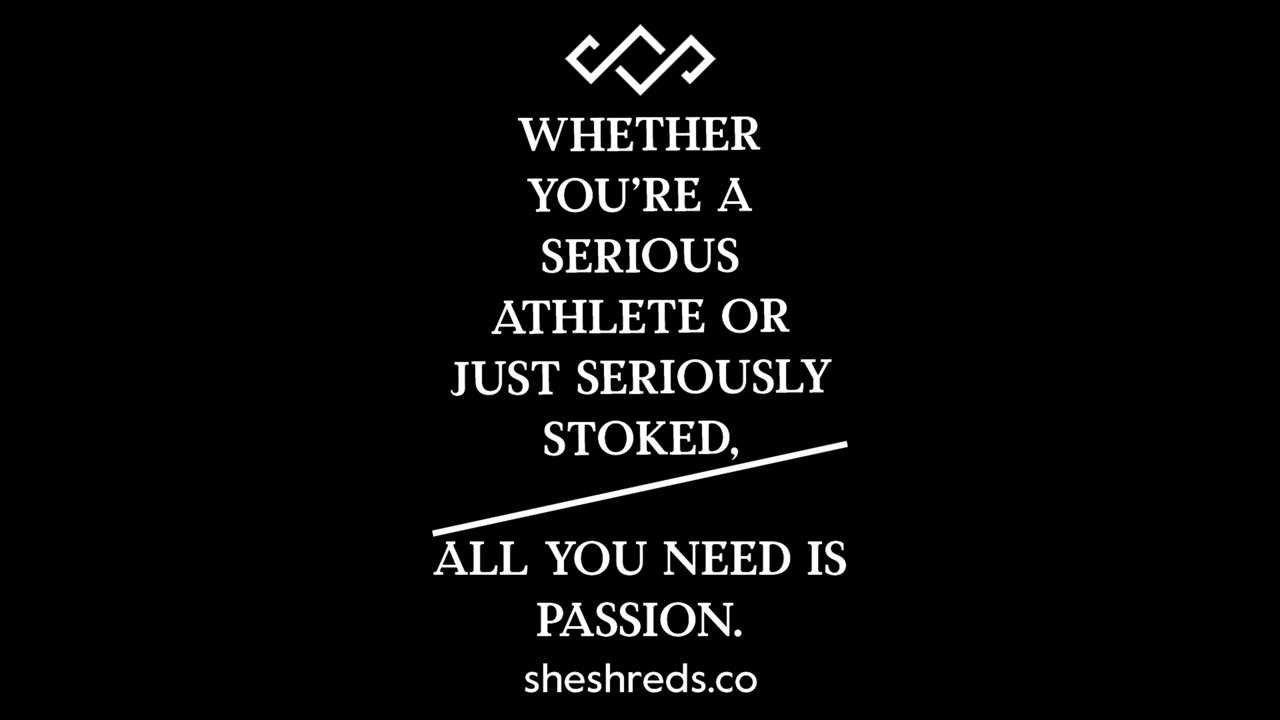 WHETHER
YOU’RE A
SERIOUS
ATHLETE OR
JUST SERIOUSLY
STOKED,
ALL YOU NEED IS
PASSION.
sheshreds.co